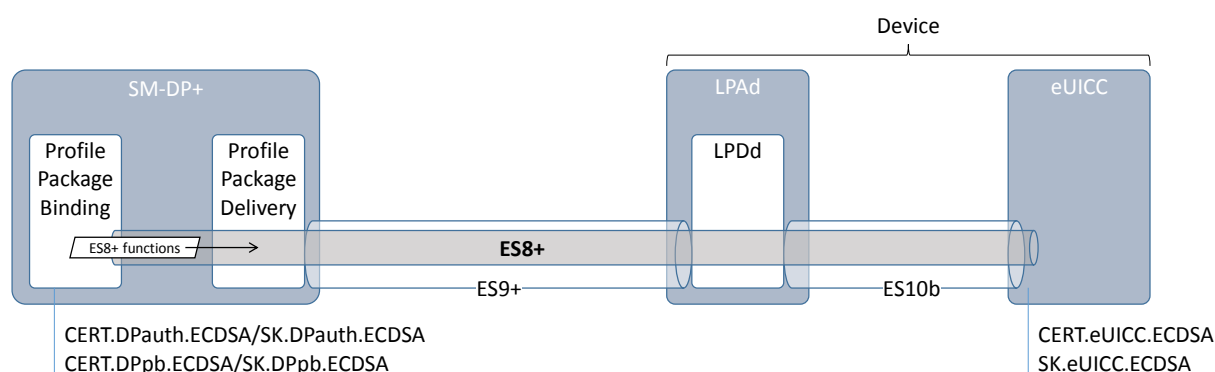 Device
SM-DP+
LPAd
eUICC
Profile
Package
Binding
Profile
Package
Delivery
LPDd
ES8+ functions
ES8+
ES9+
ES10b
CERT.DPauth.ECDSA/SK.DPauth.ECDSA
CERT.DPpb.ECDSA/SK.DPpb.ECDSA
CERT.eUICC.ECDSA
SK.eUICC.ECDSA